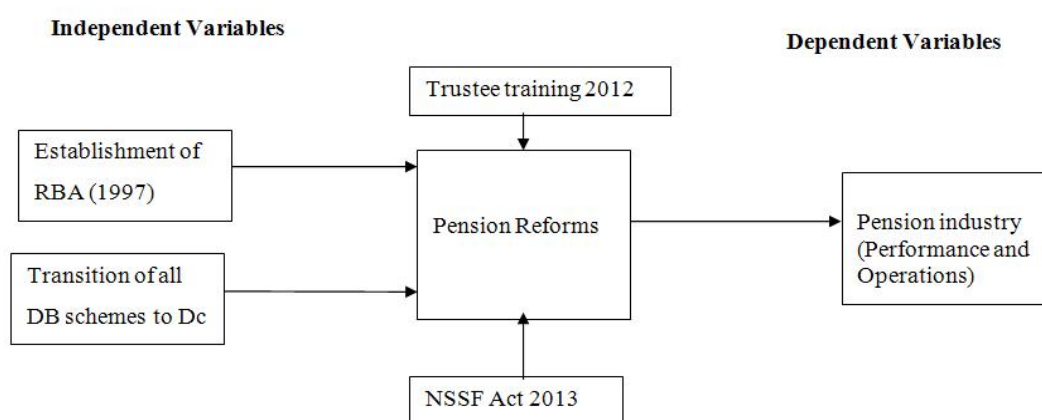 Independent Variables
Dependent Variables
Trustee training 2012
Establishment of
RBA (1997)
Pension Reforms
Pension industry
(Performance and
Operations)
Transition of all
DB schemes to Dc
NSSF Act 2013